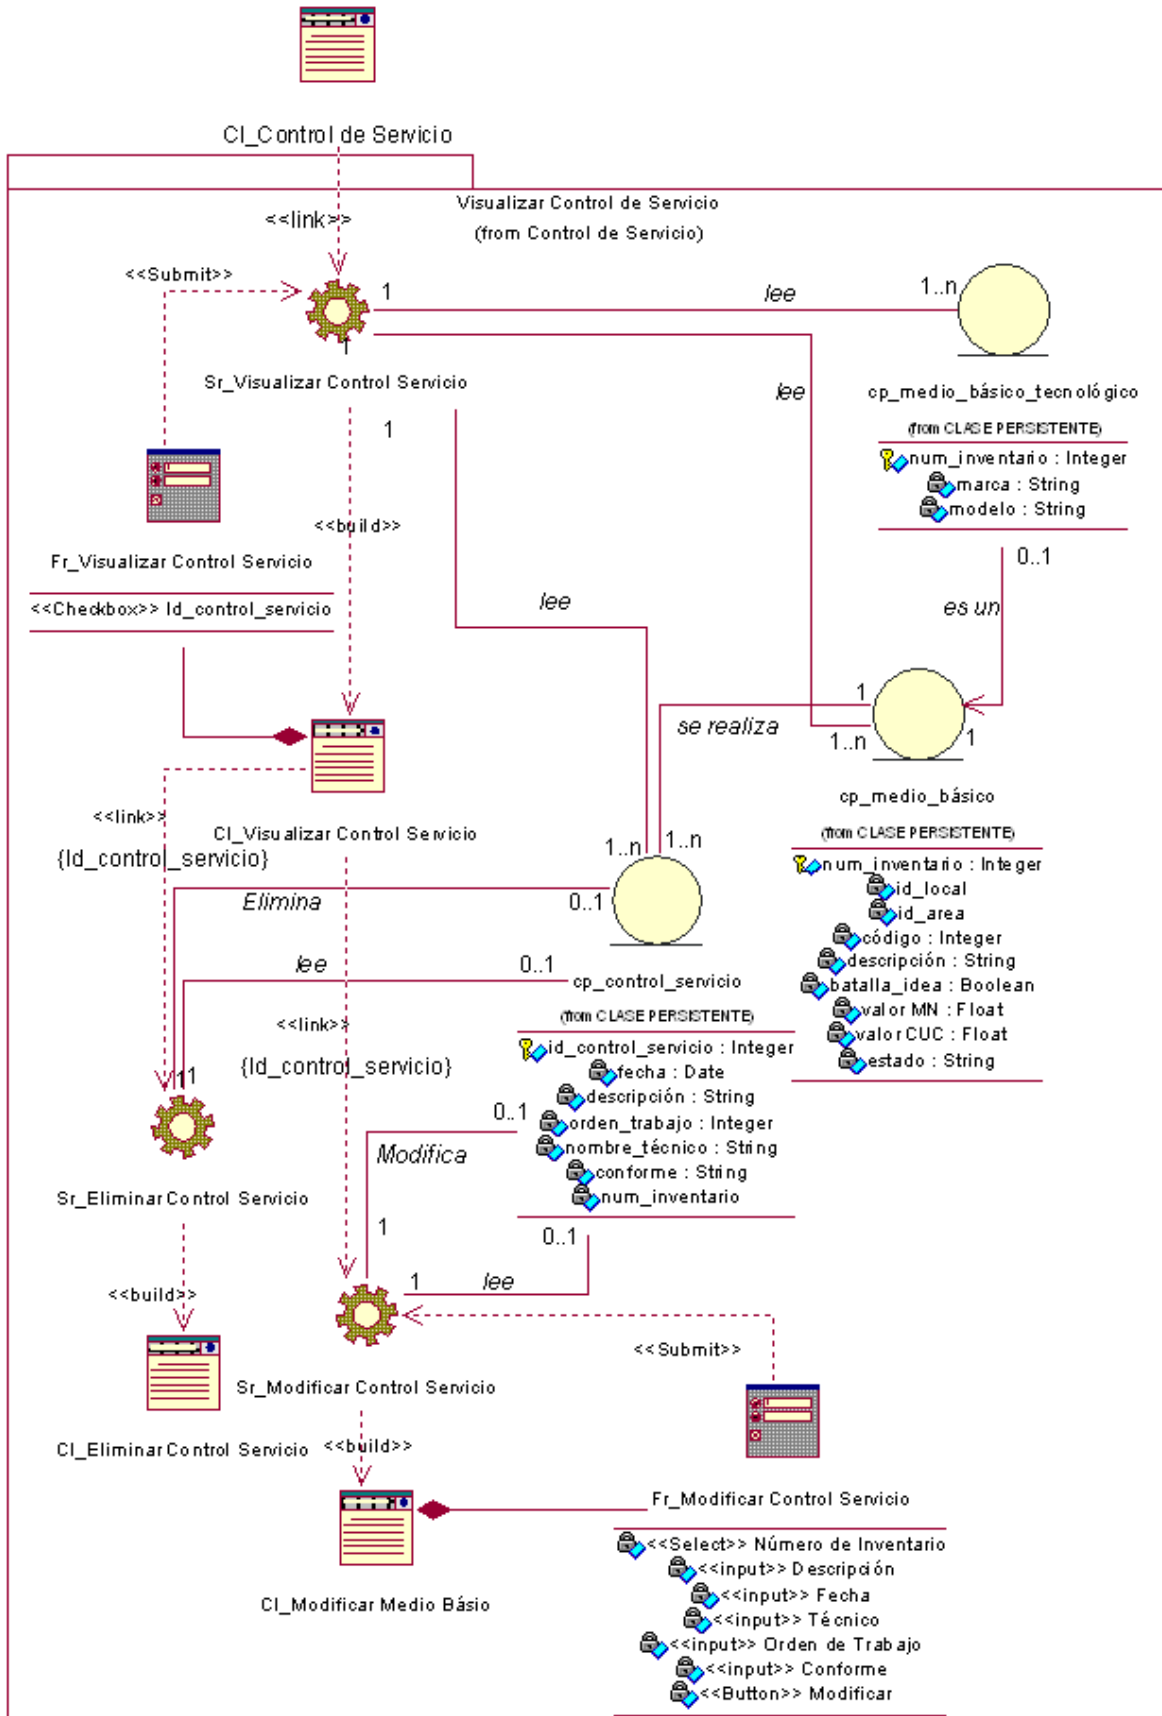 Cl_Control de Servicio
Visualizar Control de Servicio
(from Control de Servicio)
<<link>>
<<Submit>>
1
lee
1..n
Sr_Visualizar Control Servicio
1
lee
cp_medio_básico_tecnológico
(from CLASE PERSISTENTE)
num_inventario : Integer
marca : String
modelo : String
<<build>>
Fr_Visualizar Control Servicio
<<Checkbox>> Id_control_servicio
0..1
lee
es un
1
se realiza
1..n
1
cp_medio_básico
(from CLASE PERSISTENTE)
num_inventario : Integer
id_local
id_area
código : Integer
descripción : String
batalla_idea : Boolean
valor MN : Float
valor CUC : Float
estado : String
<<link>>
{Id_control_servicio}
Cl_Visualizar Control Servicio
1..n
1..n
Elimina
0..1
lee
0..1
cp_control_servicio
(from CLASE PERSISTENTE)
id_control_servicio : Integer
fecha : Date
descripción : String
orden_trabajo : Integer
nombre_técnico : String
conforme : String
num_inventario
<<link>>
{Id_control_servicio}
1
1
0..1
Modifica
Sr_Eliminar Control Servicio
1
0..1
1
lee
<<build>>
<<Submit>>
Sr_Modificar Control Servicio
Cl_Eliminar Control Servicio
<<build>>
Fr_Modificar Control Servicio
<<Select>> Número de Inventario
<<input>> Descripción
<<input>> Fecha
<<input>> Técnico
<<input>> Orden de Trabajo
<<input>> Conforme
<<Button>> Modificar
Cl_Modificar Medio Básio